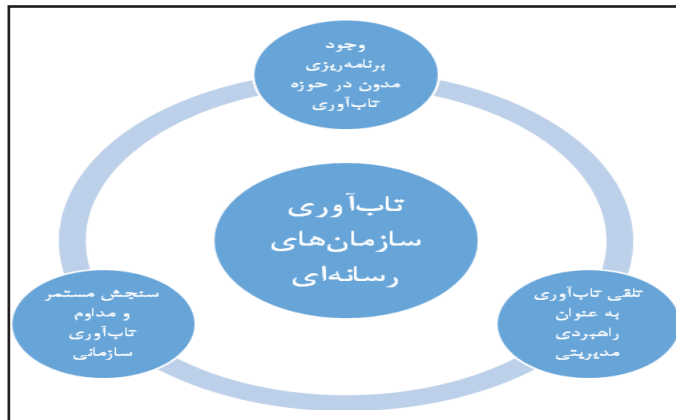 وجود
برنامه‌ریزی
مدون در حوزه
تاب‌آوری
تاب‌آوری
سازمان‌های
رسانه‌ای
تلقی تاب‌آوری
به عنوان
راهبردی
مدیریتی
سنجش مستمر
و مداوم
تاب‌آوری
سازمانی